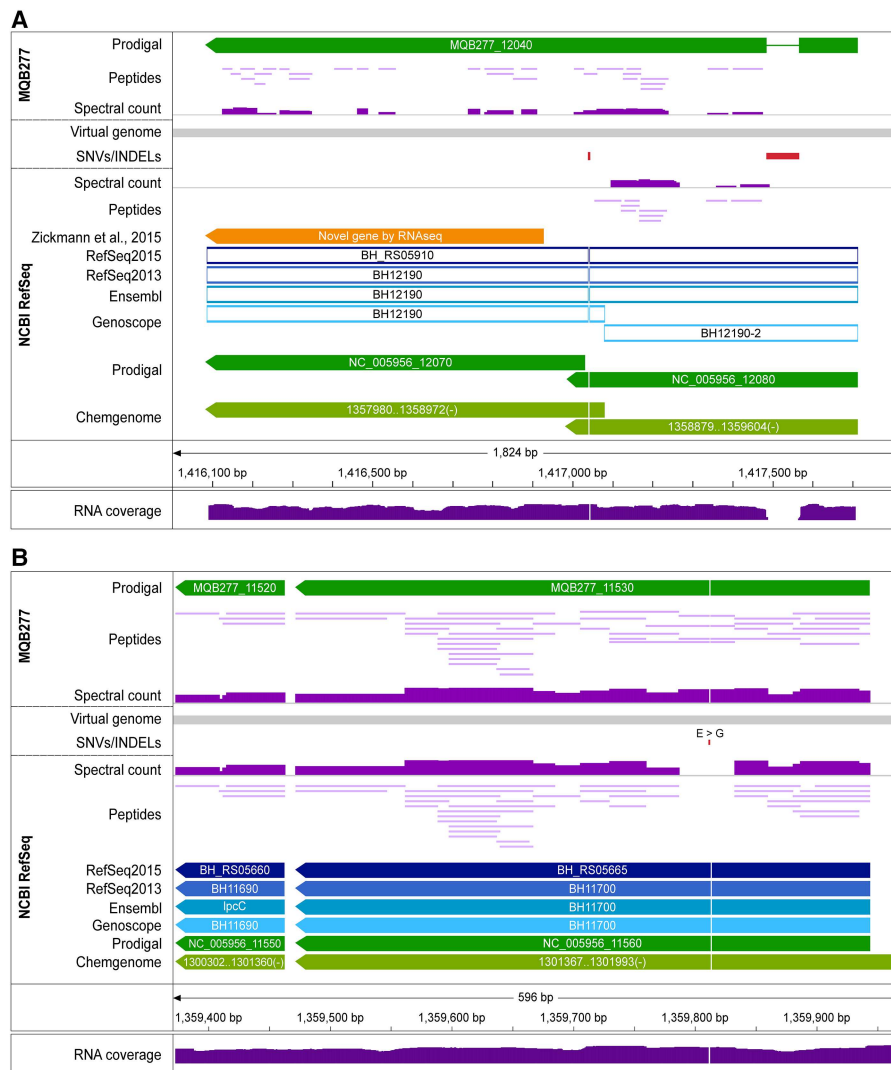 A
MQB277
Prodigal
MQB277_12040
Peptides
Spectral count
Virtual genome
SNVs/INDELs
NCBI RefSeq
Spectral count
Peptides
Zickmann et al., 2015
Novel gene by RNAseq
RefSeq2015
BH_RS05910
RefSeq2013
BH12190
Ensembl
BH12190
Genoscope
BH12190
BH12190-2
Prodigal
NC_005956_12070
NC_005956_12080
Chemgenome
1357980..1358972(-)
1358879..1359604(-)
1,824 bp
1,416,100 bp 1,416,500 bp 1,417,000 bp 1,417,500 bp
RNA coverage
B
MQB277
Prodigal
MQB277_11520 MQB277_11530
Peptides
Spectral count
Virtual genome
SNVs/INDELs
E > G
NCBI RefSeq
Spectral count
Peptides
RefSeq2015
BH_RS05660 BH_RS05665
RefSeq2013
BH11690 BH11700
Ensembl
lpcC BH11700
Genoscope
BH11690 BH11700
Prodigal
NC_005956_11550 NC_005956_11560
Chemgenome
1300302..1301360(-) 1301367..1301993(-)
596 bp
1,359,400 bp 1,359,500 bp 1,359,600 bp 1,359,700 bp 1,359,800 bp 1,359,900 bp
RNA coverage